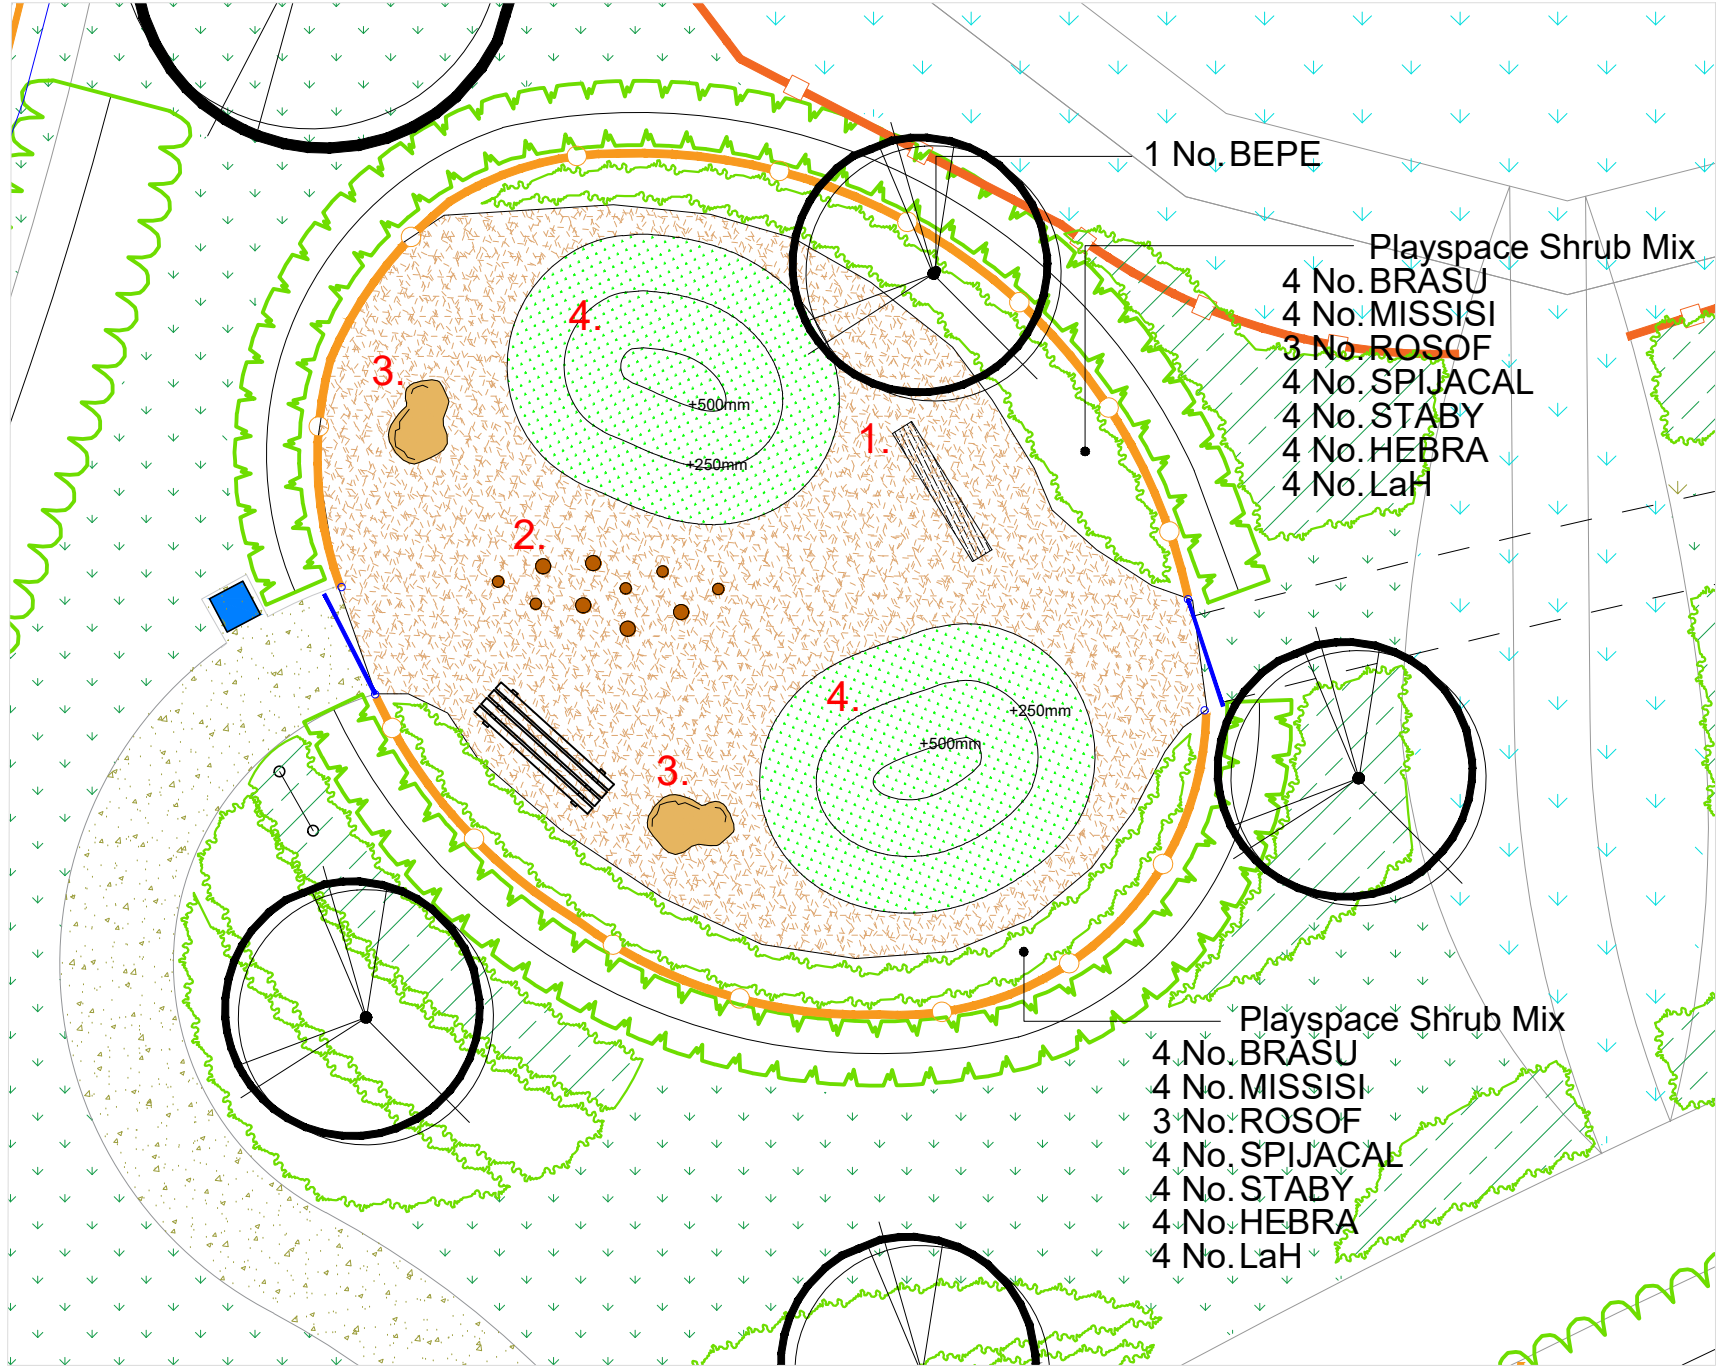 1 No. BEPE
Playspace Shrub Mix
4 No. BRASU
4 No. MISSISI
3 No. ROSOF
4 No. SPIJACAL
4 No. STABY
4 No. HEBRA
4 No. LaH
4.
3.
+500mm
1.
+250mm
2.
4.
+250mm
+500mm
3.
Playspace Shrub Mix
4 No. BRASU
4 No. MISSISI
3 No. ROSOF
4 No. SPIJACAL
4 No. STABY
4 No. HEBRA
4 No. LaH